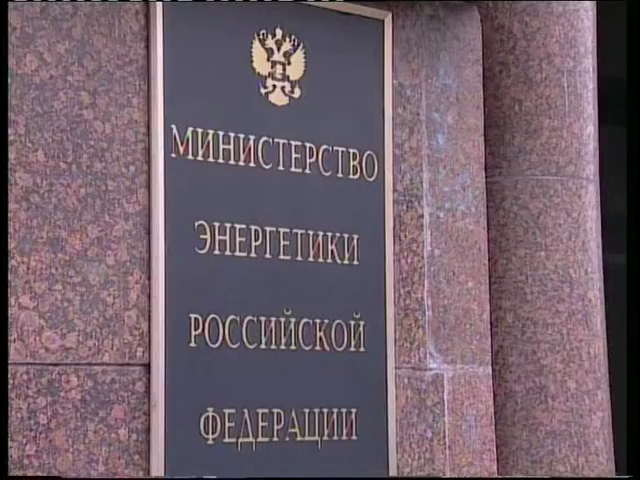 МИНИСТЕРСТВО
ЭНЕРГЕТИКИ
РОССИЙСКОЙ
ФЕДЕРАЦИИ